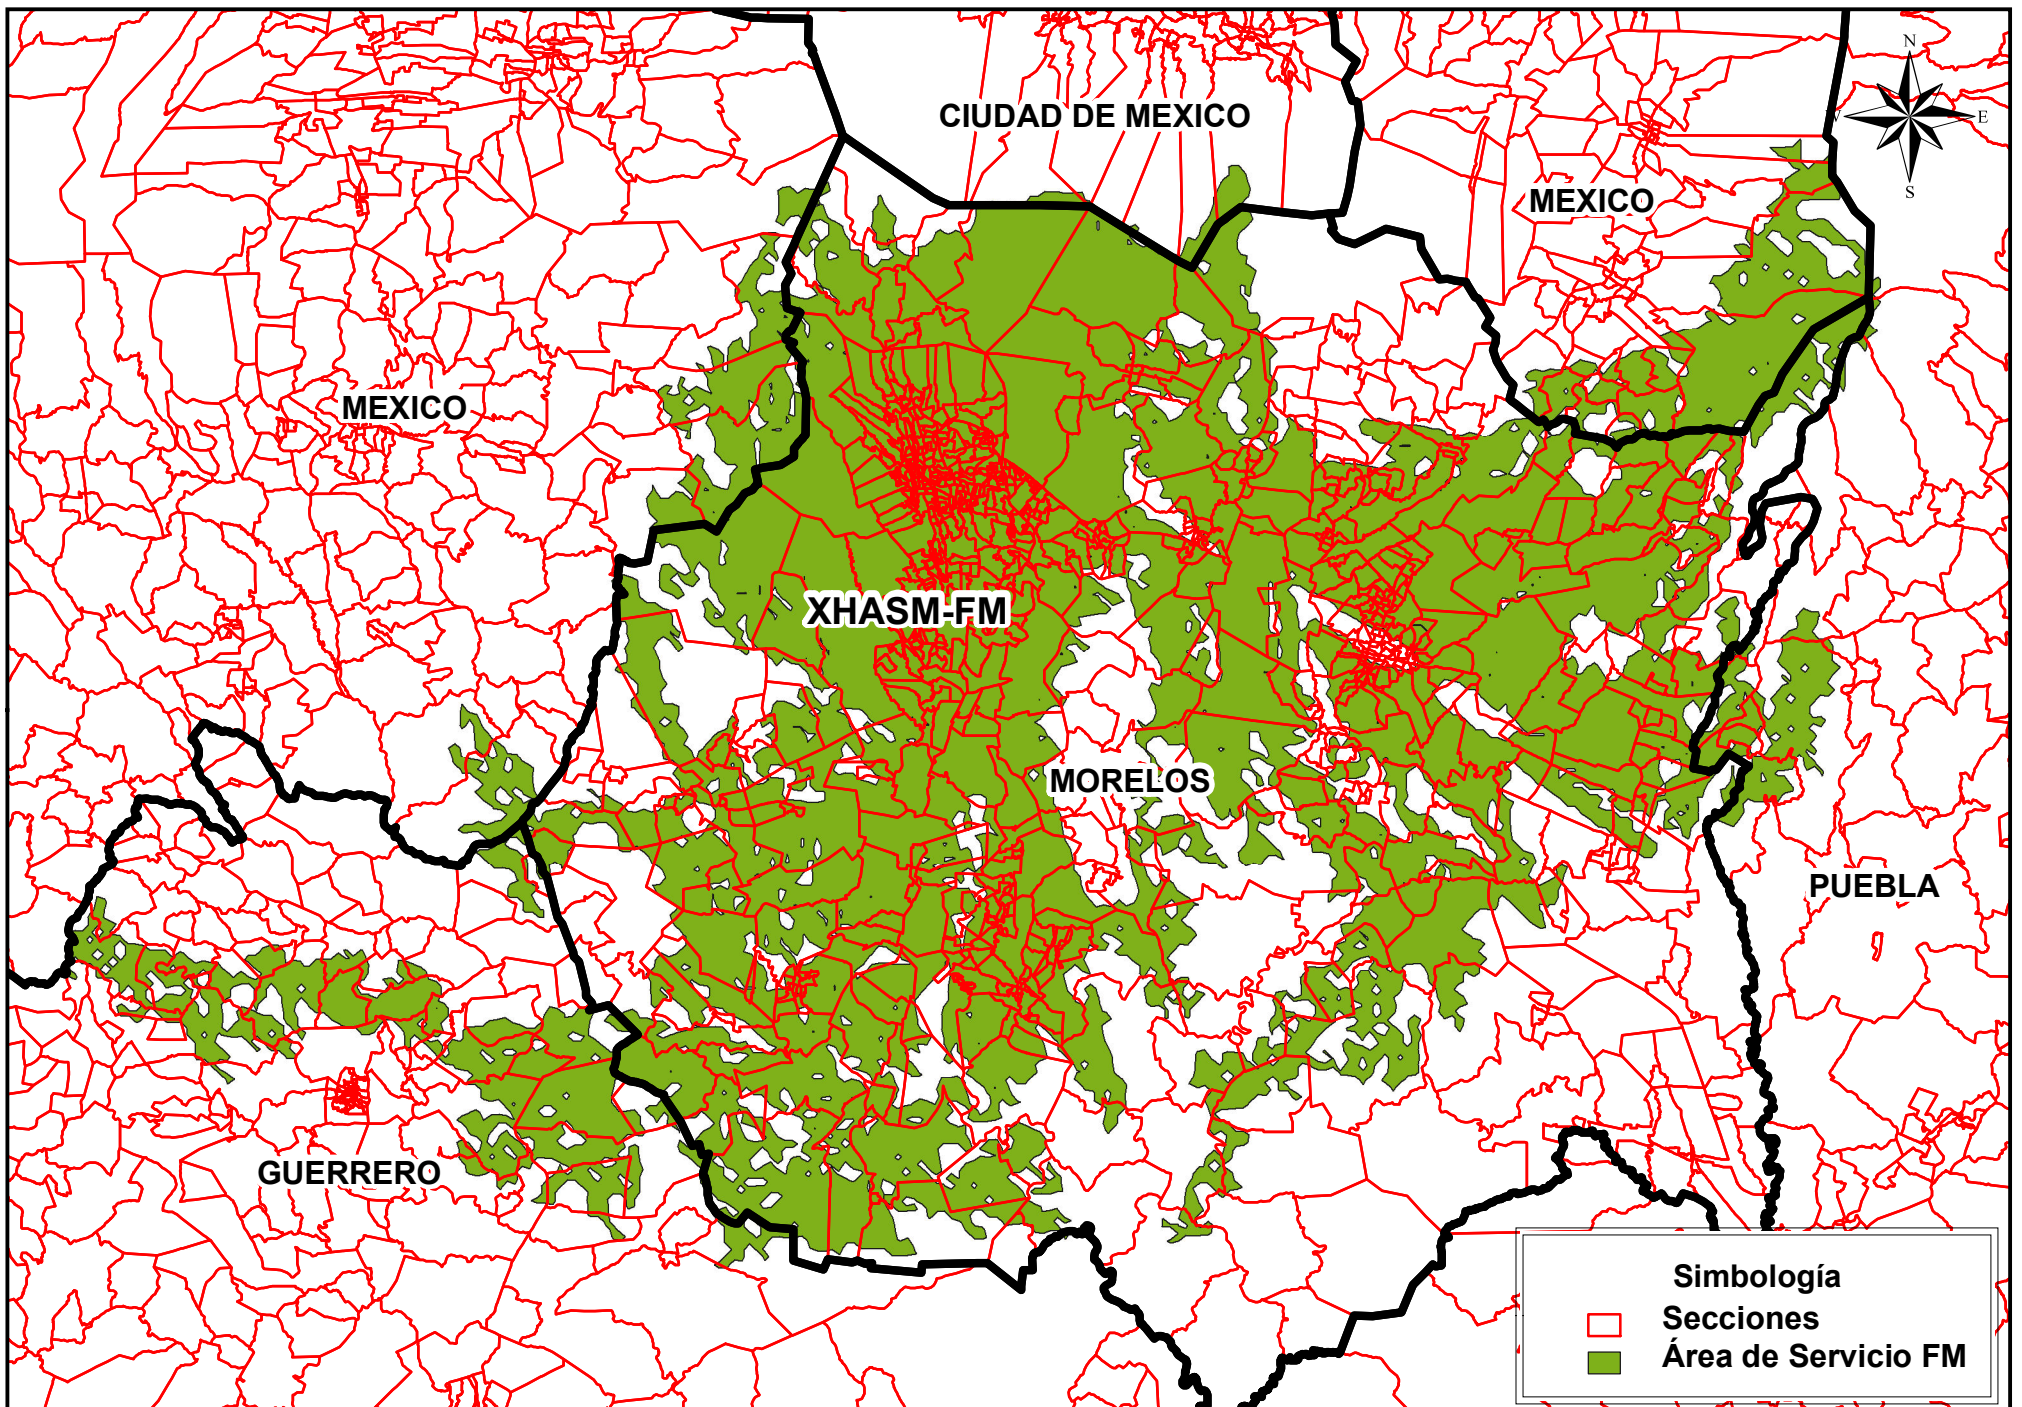 N
CIUDAD DE MEXICO
E
S
MEXICO
MEXICO
XHASM-FM
MORELOS
PUEBLA
GUERRERO
Simbología
Secciones
Área de Servicio FM